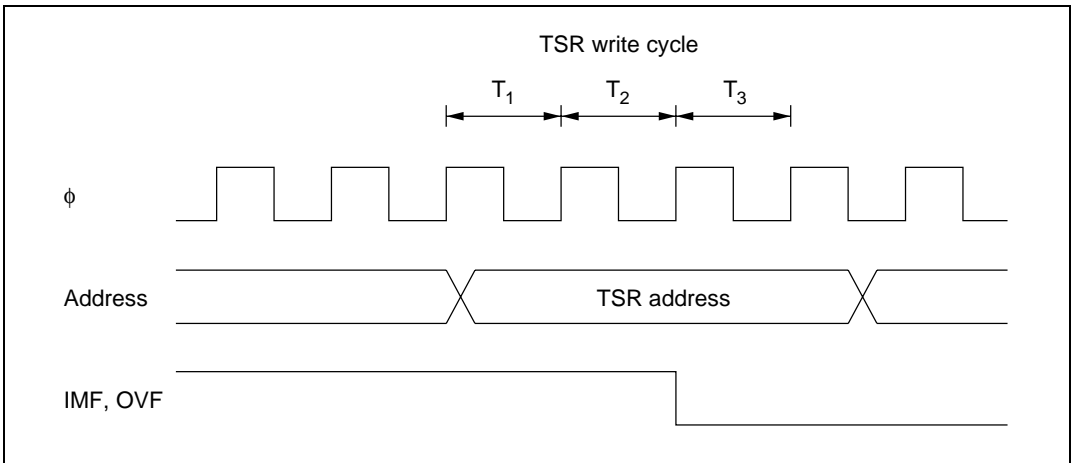 TSR write cycle
T1 T2 T3
ϕ
Address
TSR address
IMF, OVF